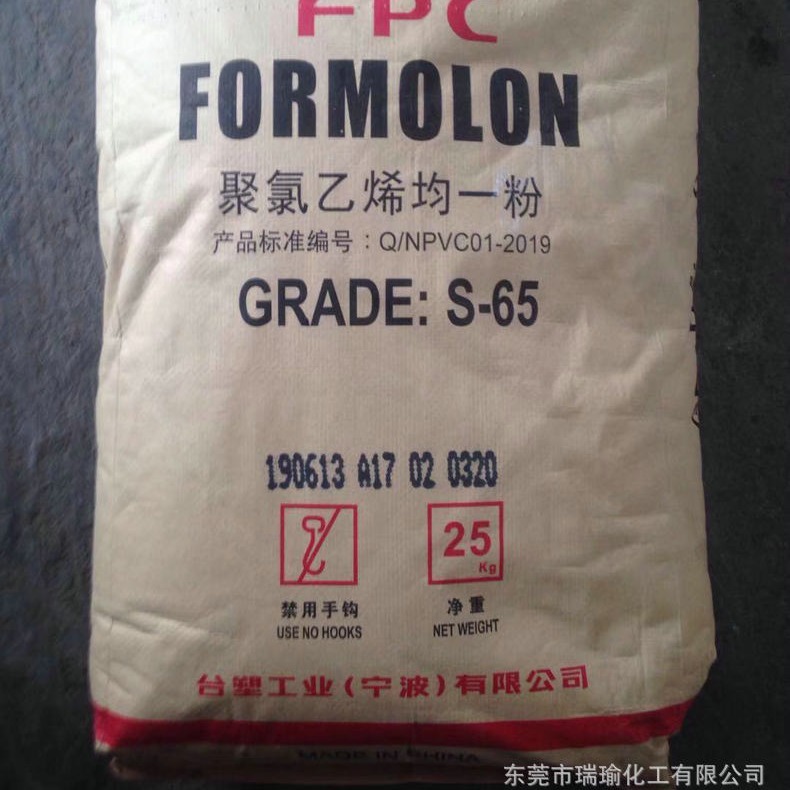 FPC
FORMOLON
聚氯乙烯均一粉
产品标准编号：Q/NPVC01-2019
GRADE: S-65
190613 A17 02 0320
25
Kg
禁用手钩
USE NO HOOKS
净重
NET WEIGHT
台塑工业（宁波）有限公司
MADE IN CHINA
东莞市瑞瑜化工有限公司